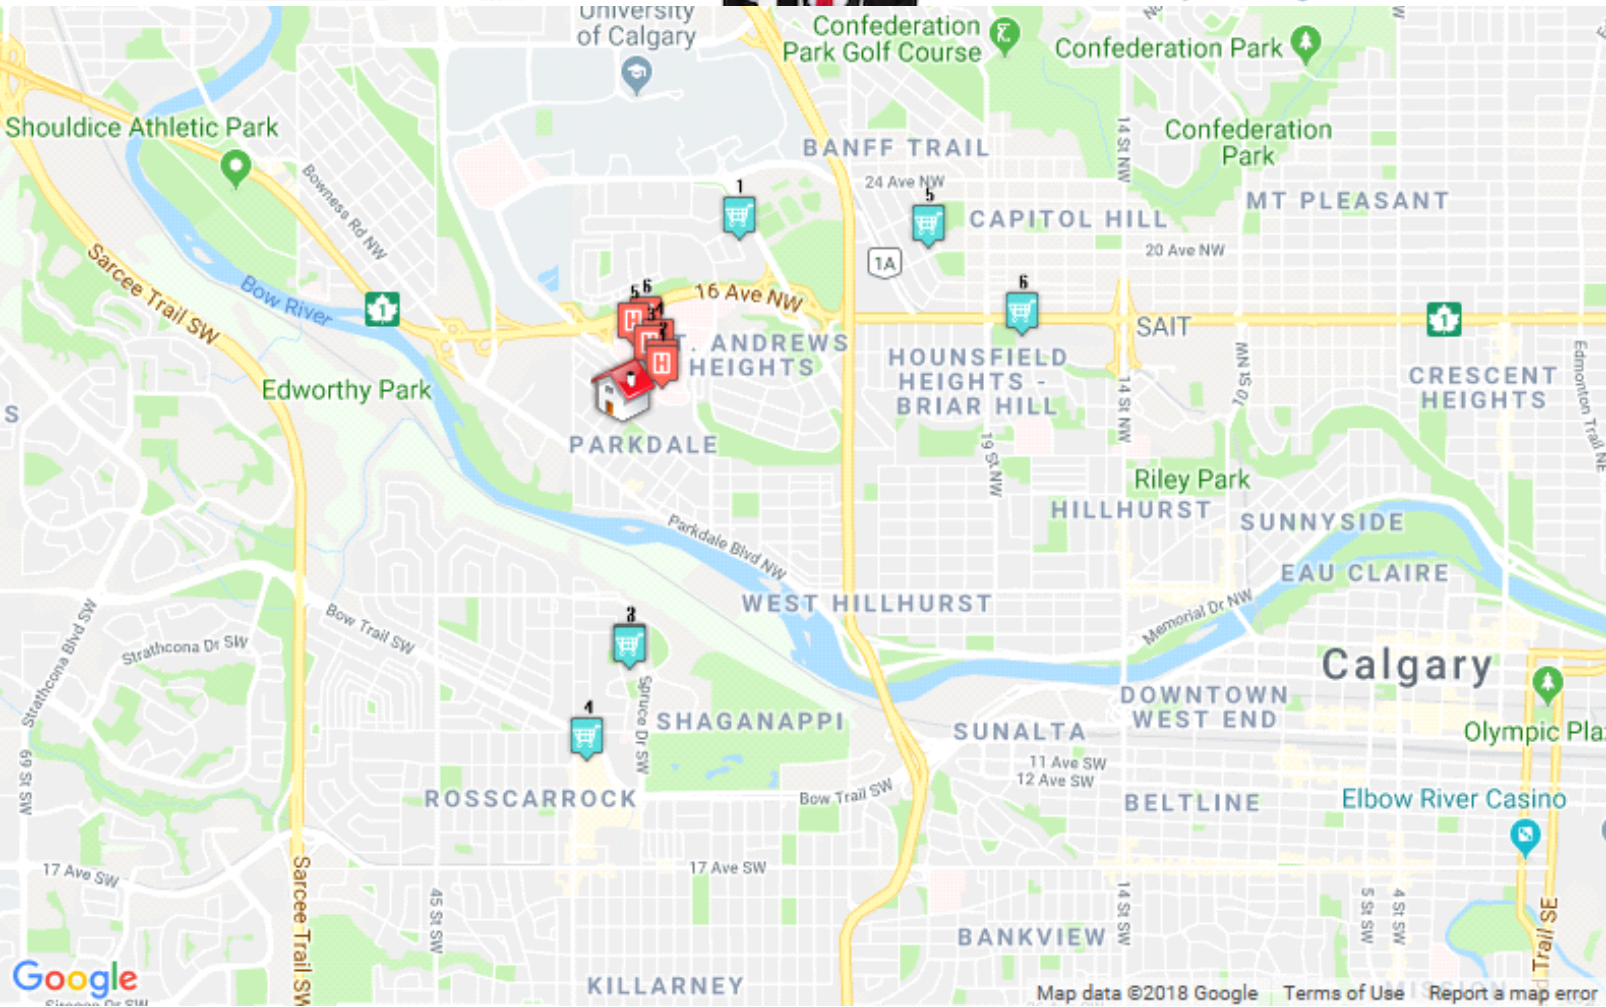 University
of Calgary
Confederation
Park Golf Course
Confederation Park
Shouldice Athletic Park
Confederation
Park
BANFF TRAIL
14 St NW
24 Ave NW
Bowness Rd NW
1
5
MT PLEASANT
CAPITOL HILL
20 Ave NW
Sarcee Trail SW
Bow River
1A
5 6
16 Ave NW
6
1
1
SAIT
3
2
T. ANDREWS
HEIGHTS
HOUNSFIELD
HEIGHTS -
BRIAR HILL
10 St NW
Edmonton Trail NE
CRESCENT
HEIGHTS
Edworthy Park
S
14 St NW
PARKDALE
19 St NW
Riley Park
HILLHURST
SUNNYSIDE
Parkdale Blvd NW
EAU CLAIRE
WEST HILLHURST
Memorial Dr NW
Bow Trail SW
3
Strathcona Blvd SW
Strathcona Dr SW
Calgary
Spruce Dr SW
4
SHAGANAPPI
SUNALTA
DOWNTOWN
WEST END
Olympic Pla
69 St SW
11 Ave SW
12 Ave SW
ROSSCARROCK
Bow Trail SW
BELTLINE
Elbow River Casino
17 Ave SW
17 Ave SW
Sarcee Trail SW
45 St SW
14 St SW
5 St SW
4 St SW
Trail SE
BANKVIEW
KILLARNEY
Google
MISSION
Map data ©2018 Google
Terms of Use
Report a map error